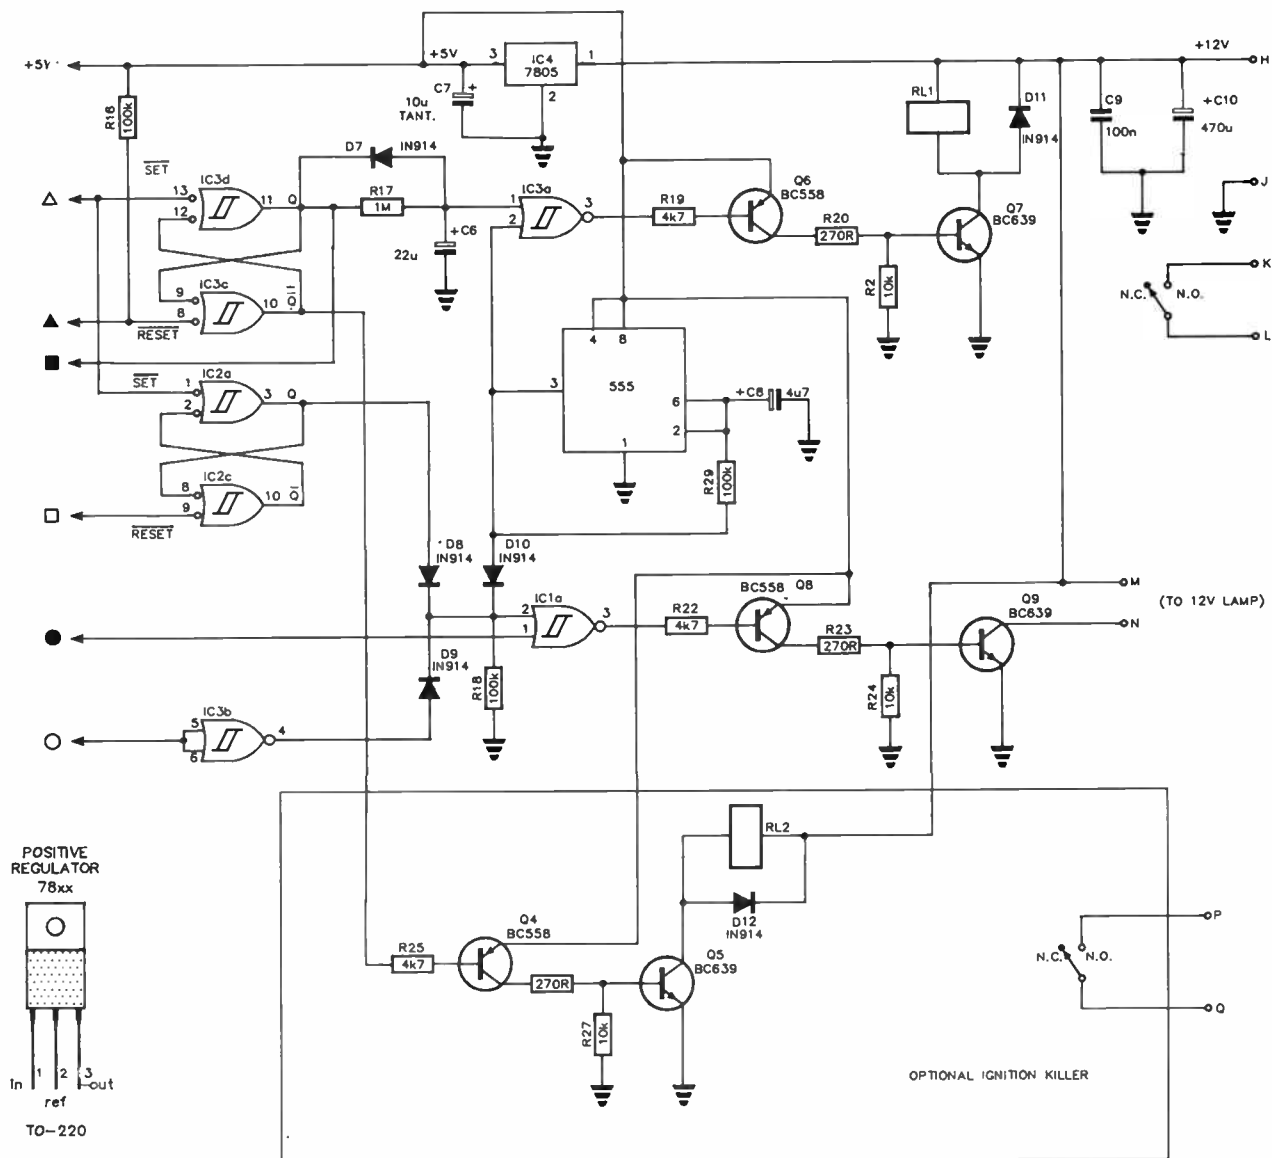 +5V
+5V
3
IC4
7805
1
2
+12V
H
C7
+
10u
TANT.
RL1
D11
IN914
C9
100n
+C10
470u
R16
100k
D7
IN914
SET
13
12
IC3d
11
Q
R17
1M
IC3a
1
2
3
R19
4k7
Q6
BC558
R20
270R
Q7
BC639
J
+C6
22u
R2
10k
K
N.C.
N.O.
L
9
8
IC3c
10
Q
RESET
4
8
3
555
6
2
1
+C8
4u7
SET
IC2a
1
2
3
Q
R29
100k
IC2c
8
9
10
Q
RESET
D8
IN914
D10
IN914
IC1a
2
1
3
R22
4k7
BC558
Q8
R23
270R
Q9
BC639
M
(TO 12V LAMP)
N
D9
IN914
R18
100k
R24
10k
IC3b
5
6
4
RL2
D12
IN914
POSITIVE
REGULATOR
78xx
In
1
2
3
out
ref
TO-220
R25
4k7
Q4
BC558
270R
Q5
BC639
R27
10k
P
N.C.
N.O.
Q
OPTIONAL IGNITION KILLER